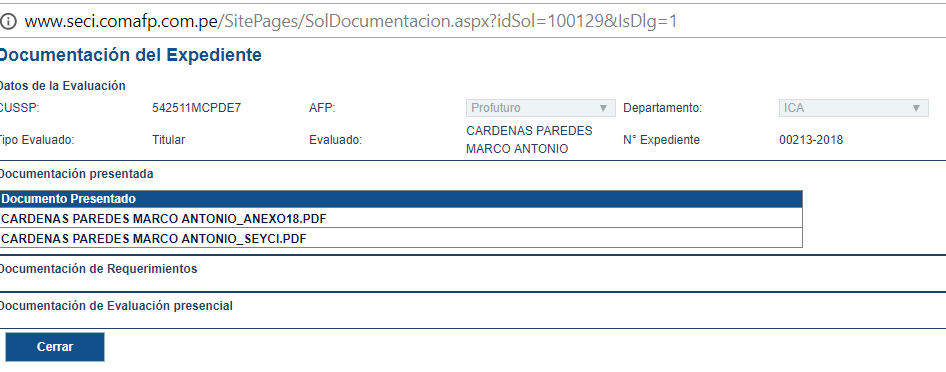 www.seci.comafp.com.pe/SitePages/SolDocumentacion.aspx?idSol=100129&IsDlg=1
Documentación del Expediente
Datos de la Evaluación
CUSSP: 542511MCPDE7 AFP: Profuturo Departamento: ICA
Tipo Evaluado: Titular Evaluado: CARDENAS PAREDES MARCO ANTONIO N° Expediente 00213-2018
Documentación presentada
Documento Presentado
CARDENAS PAREDES MARCO ANTONIO_ANEXO18.PDF
CARDENAS PAREDES MARCO ANTONIO_SEYCI.PDF
Documentación de Requerimientos
Documentación de Evaluación presencial
Cerrar